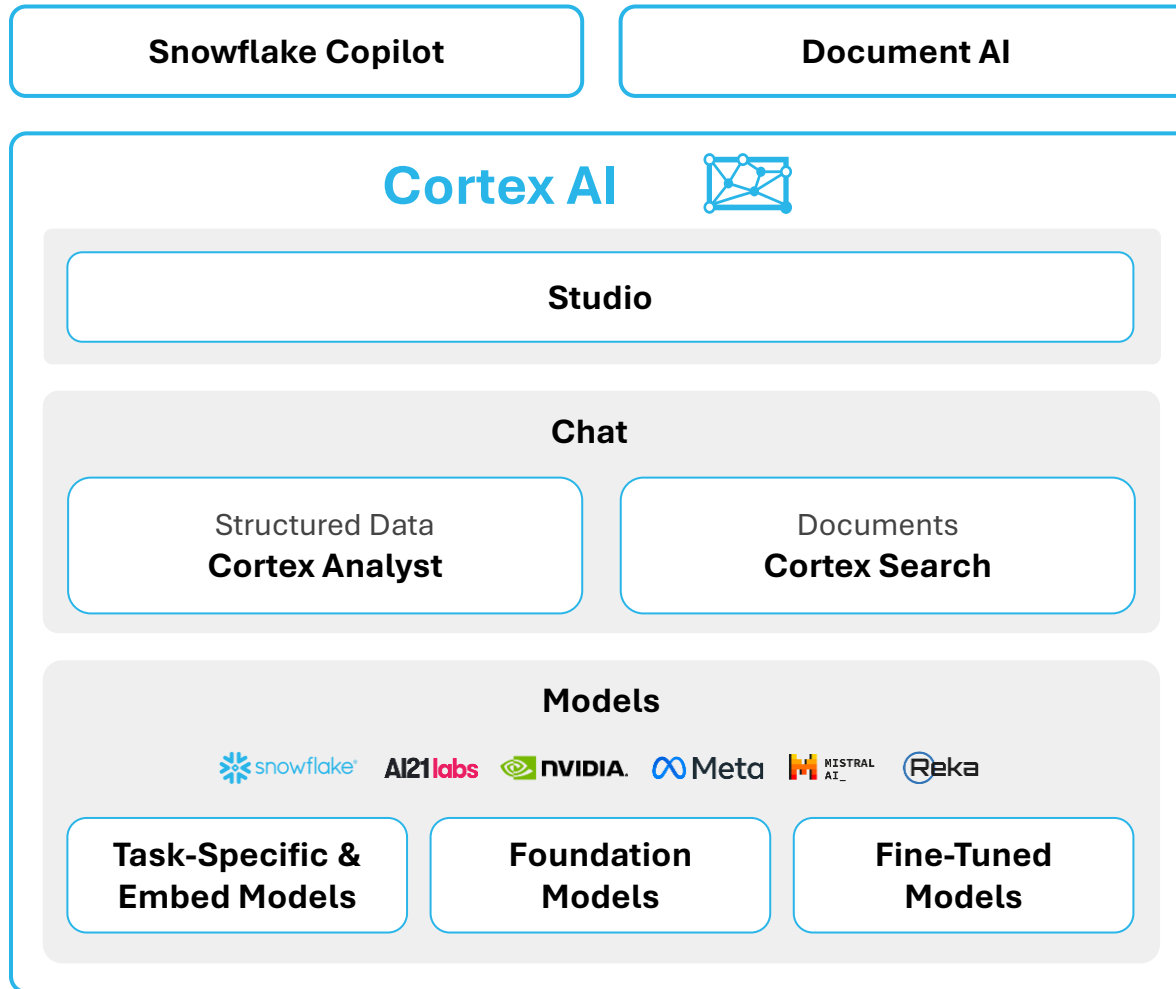 Snowflake Copilot
Document AI
Cortex AI
Studio
Chat
Structured Data
Cortex Analyst
Documents
Cortex Search
Models
snowflake®
AI21labs
NVIDIA.
Meta
MISTRAL
AI_
Reka
Task-Specific &
Embed Models
Foundation
Models
Fine-Tuned
Models